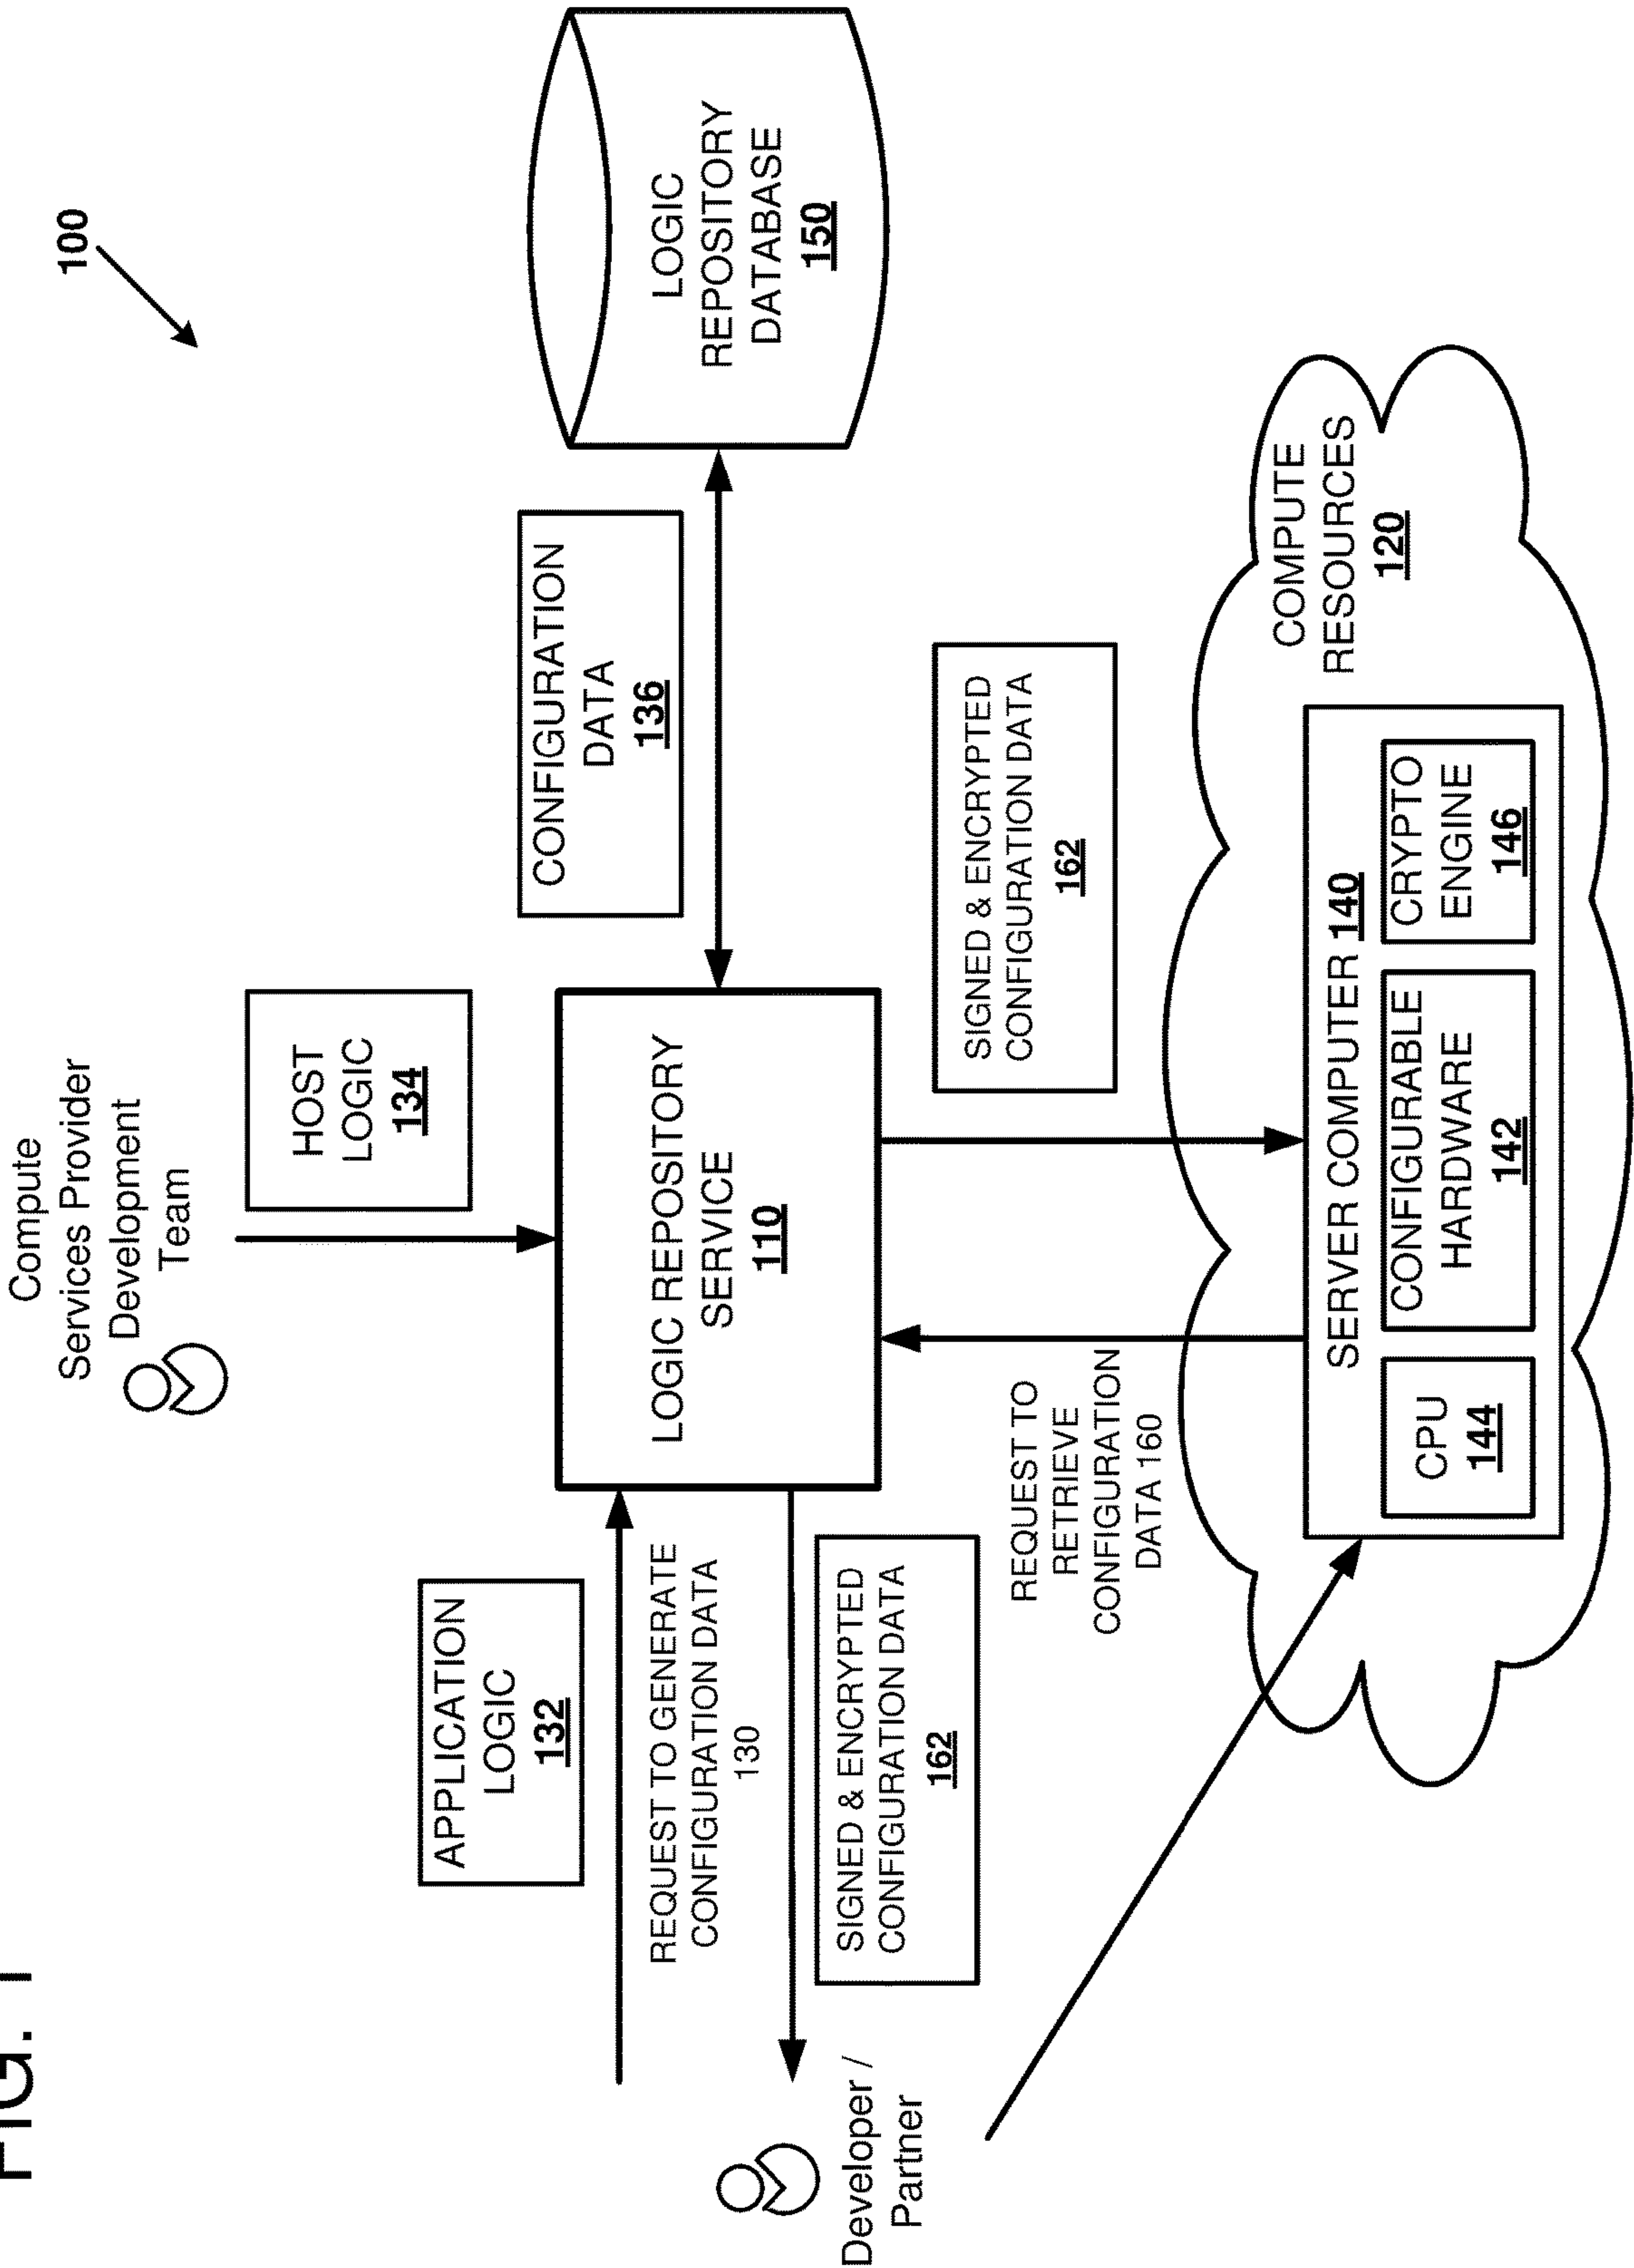 FIG. 1
100
Compute
Services Provider
Development
Team
HOST
LOGIC
134
APPLICATION
LOGIC
132
REQUEST TO GENERATE
CONFIGURATION DATA
130
LOGIC REPOSITORY
SERVICE
110
CONFIGURATION
DATA
136
LOGIC
REPOSITORY
DATABASE
150
Developer /
Partner
SIGNED & ENCRYPTED
CONFIGURATION DATA
162
REQUEST TO
RETRIEVE
CONFIGURATION
DATA 160
SIGNED & ENCRYPTED
CONFIGURATION DATA
162
COMPUTE
RESOURCES
120
SERVER COMPUTER 140
CPU
144
CONFIGURABLE
HARDWARE
142
CRYPTO
ENGINE
146